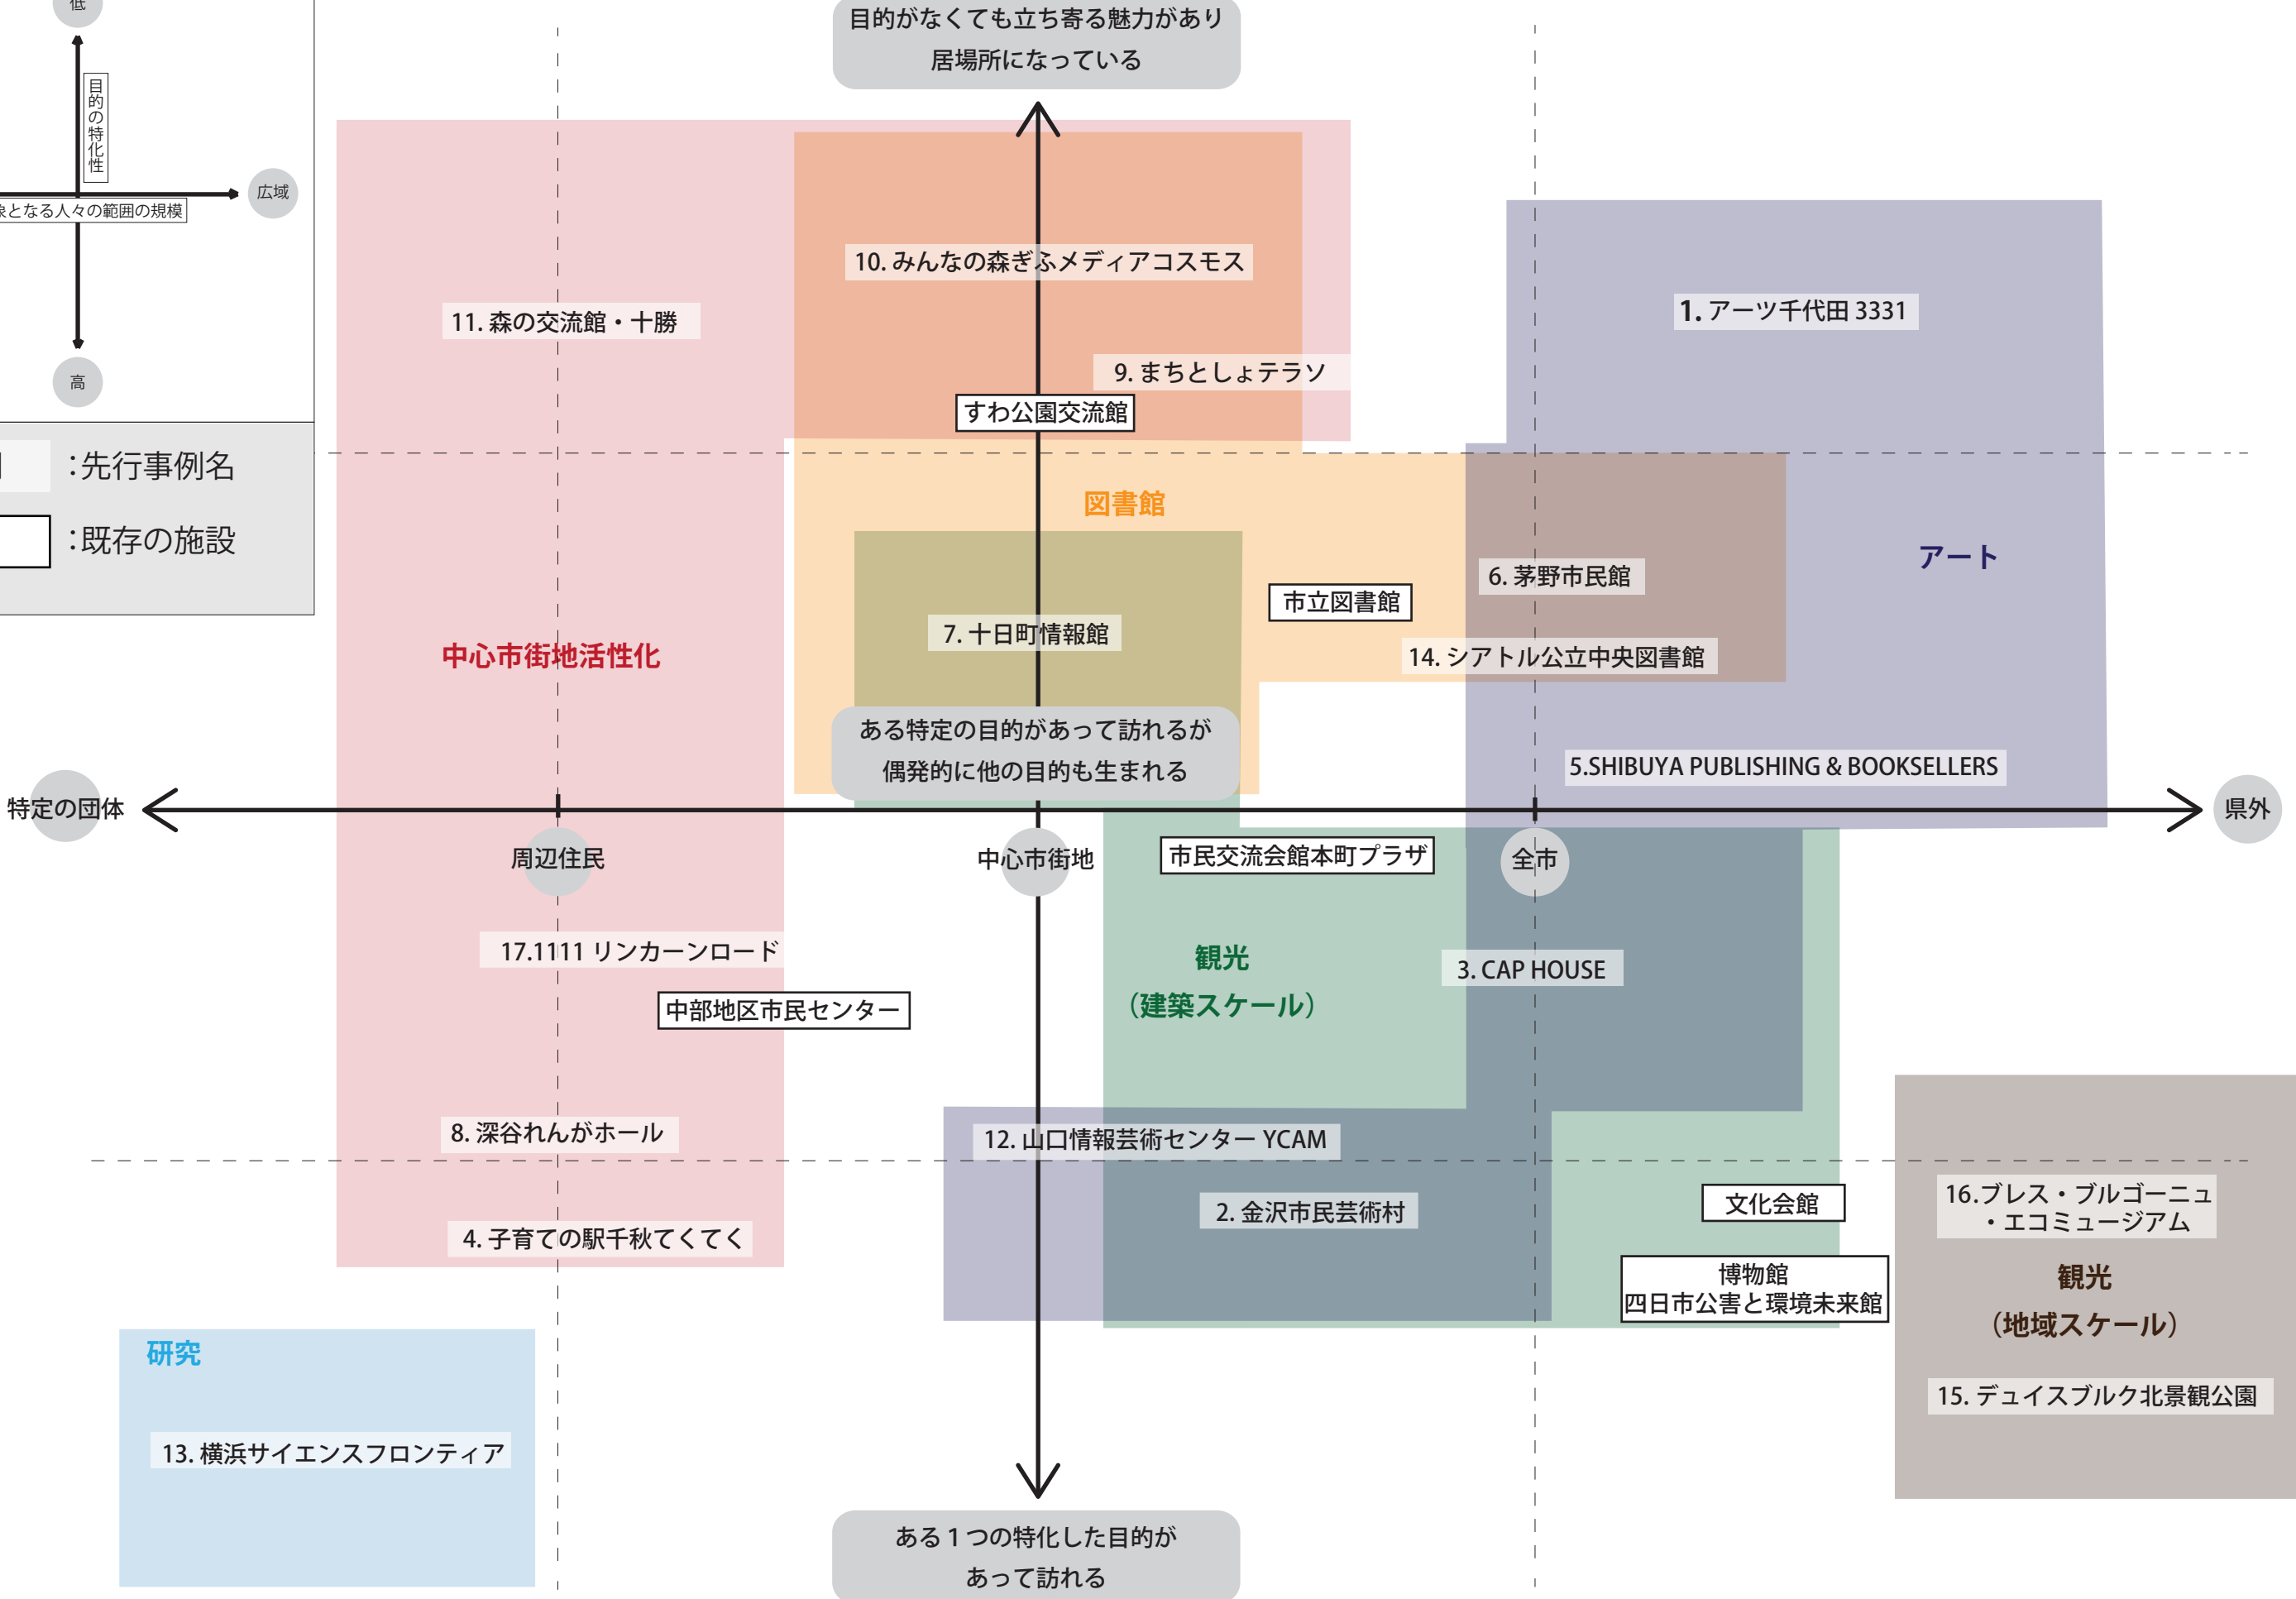 低
目的の特化性
広域
象となる人々の範囲の規模
高
：先行事例名
：既存の施設
目的がなくても立ち寄る魅力があり
居場所になっている
10. みんなの森ぎふメディアコスモス
11. 森の交流館・十勝
1. アーツ千代田 3331
9. まちとしょテラソ
すわ公園交流館
図書館
アート
6. 茅野市民館
市立図書館
7. 十日町情報館
中心市街地活性化
14. シアトル公立中央図書館
ある特定の目的があって訪れるが
偶発的に他の目的も生まれる
5.SHIBUYA PUBLISHING & BOOKSELLERS
特定の団体
県外
周辺住民
中心市街地
市民交流会館本町プラザ
全市
17.1111 リンカーンロード
観光
（建築スケール）
3. CAP HOUSE
中部地区市民センター
8. 深谷れんがホール
12. 山口情報芸術センター YCAM
2. 金沢市民芸術村
文化会館
16.ブレス・ブルゴーニュ
・エコミュージアム
4. 子育ての駅千秋てくてく
博物館
四日市公害と環境未来館
観光
（地域スケール）
研究
15. デュイスブルク北景観公園
13. 横浜サイエンスフロンティア
ある 1 つの特化した目的が
あって訪れる